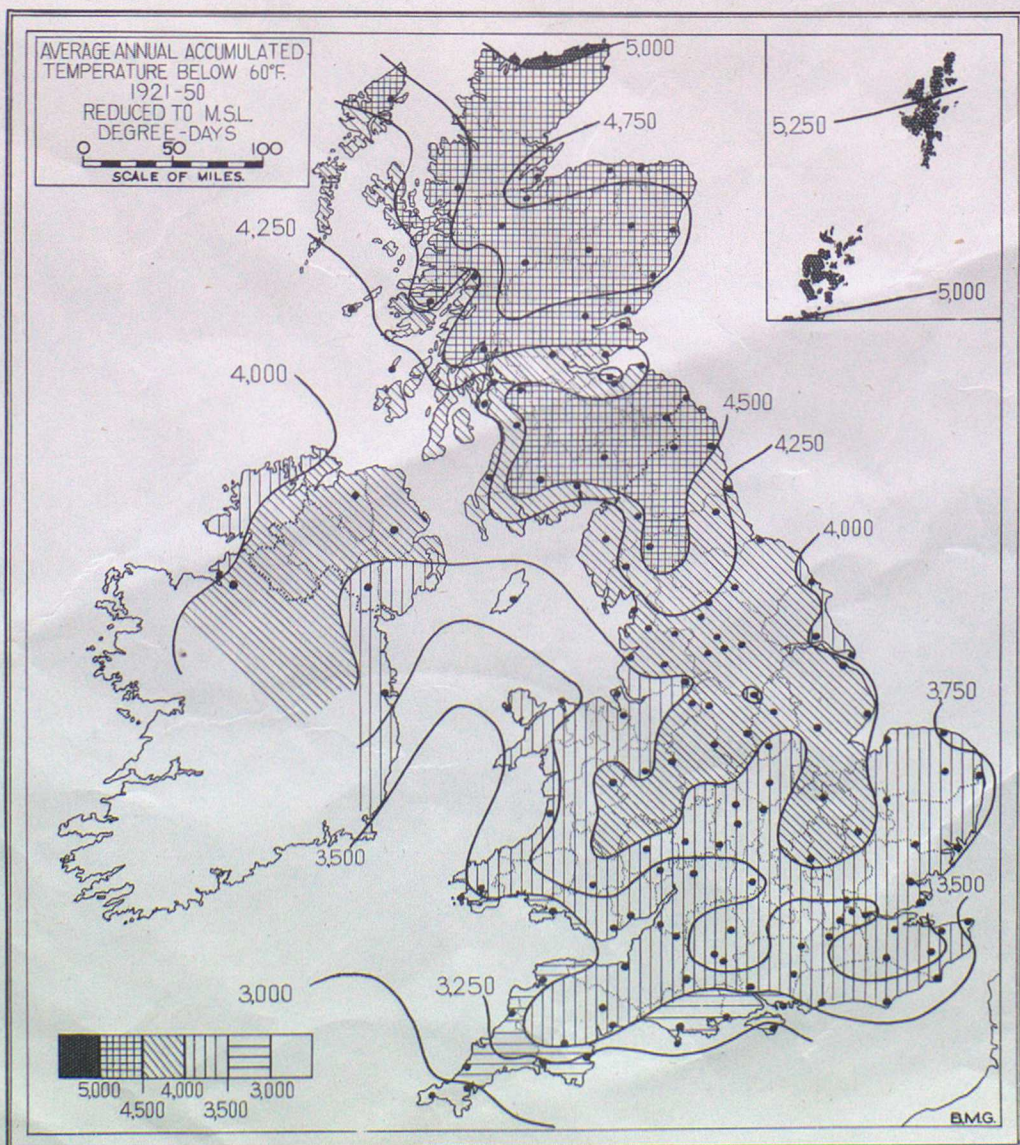 AVERAGE ANNUAL ACCUMULATED
TEMPERATURE BELOW 60°F.
1921-50
REDUCED TO M.S.L.
DEGREE-DAYS
0 50 100
SCALE OF MILES.
5,000
4,750
5,250
4,250
5,000
4,000
4,500
4,250
4,000
3,750
3,500
3,500
3,000
3,250
5,000 4,000 3,000
4,500 3,500
B.M.G.